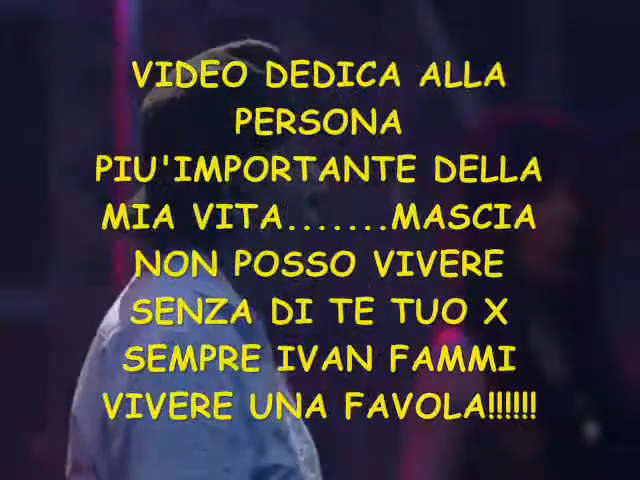 VIDEO DEDICA ALLA
PERSONA
PIU'IMPORTANTE DELLA
MIA VITA.......MASCIA
NON POSSO VIVERE
SENZA DI TE TUO X
SEMPRE IVAN FAMMI
VIVERE UNA FAVOLA!!!!!!